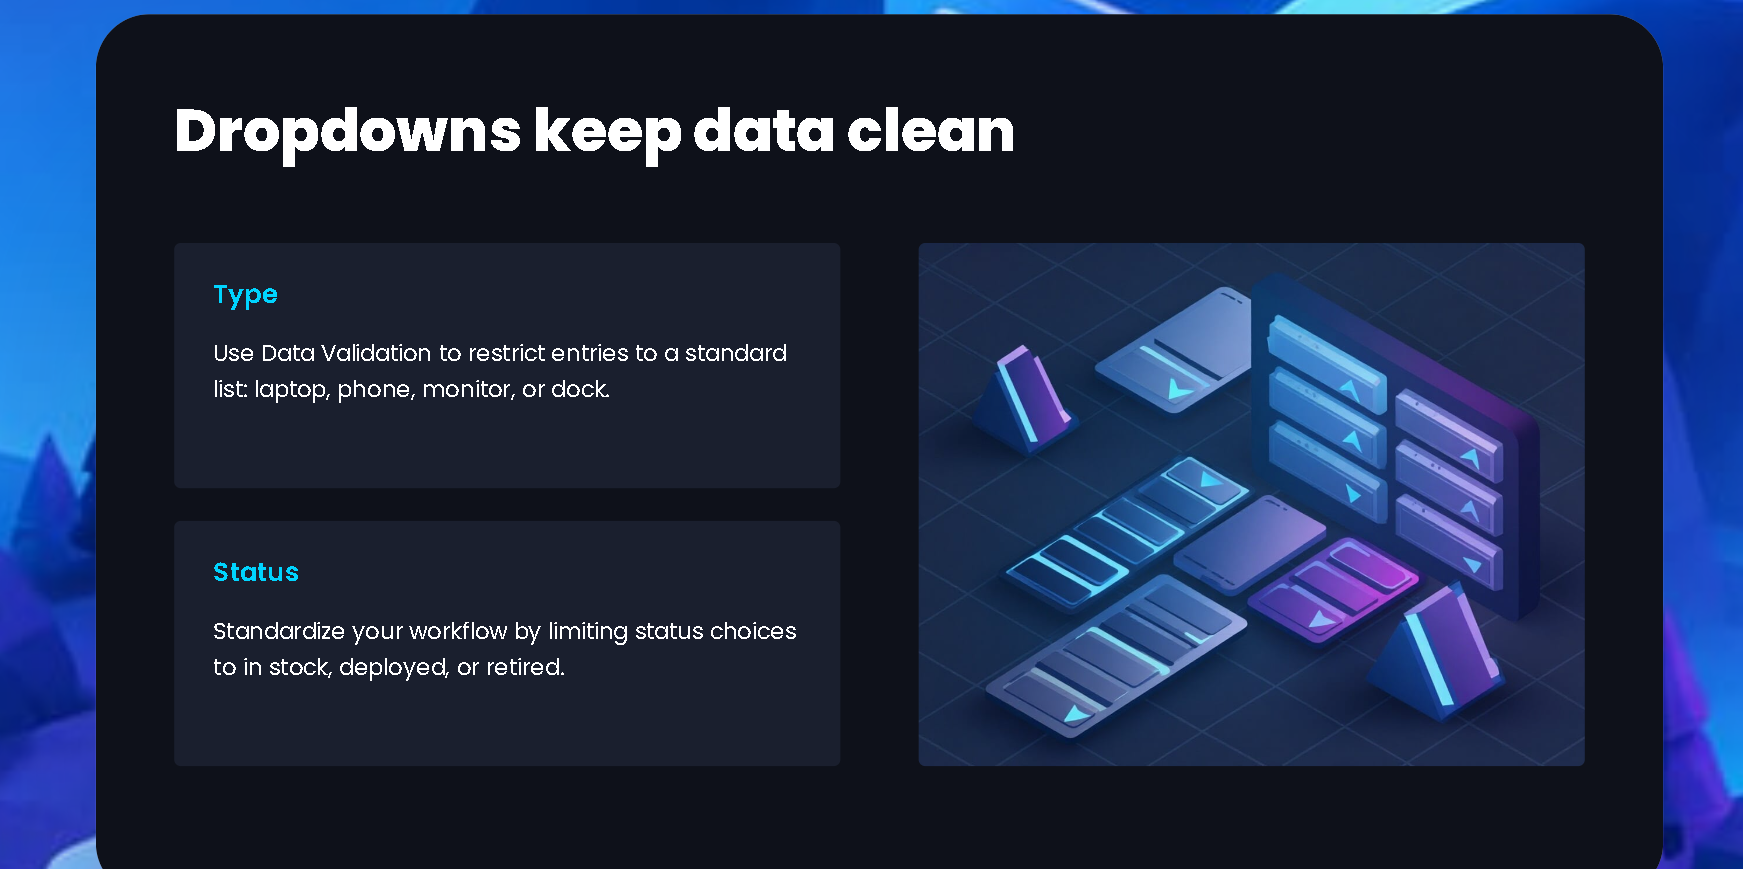 Dropdowns keep data clean
Type
Use Data Validation to restrict entries to a standard
list: laptop, phone, monitor, or dock.
Status
Standardize your workflow by limiting status choices
to in stock, deployed, or retired.